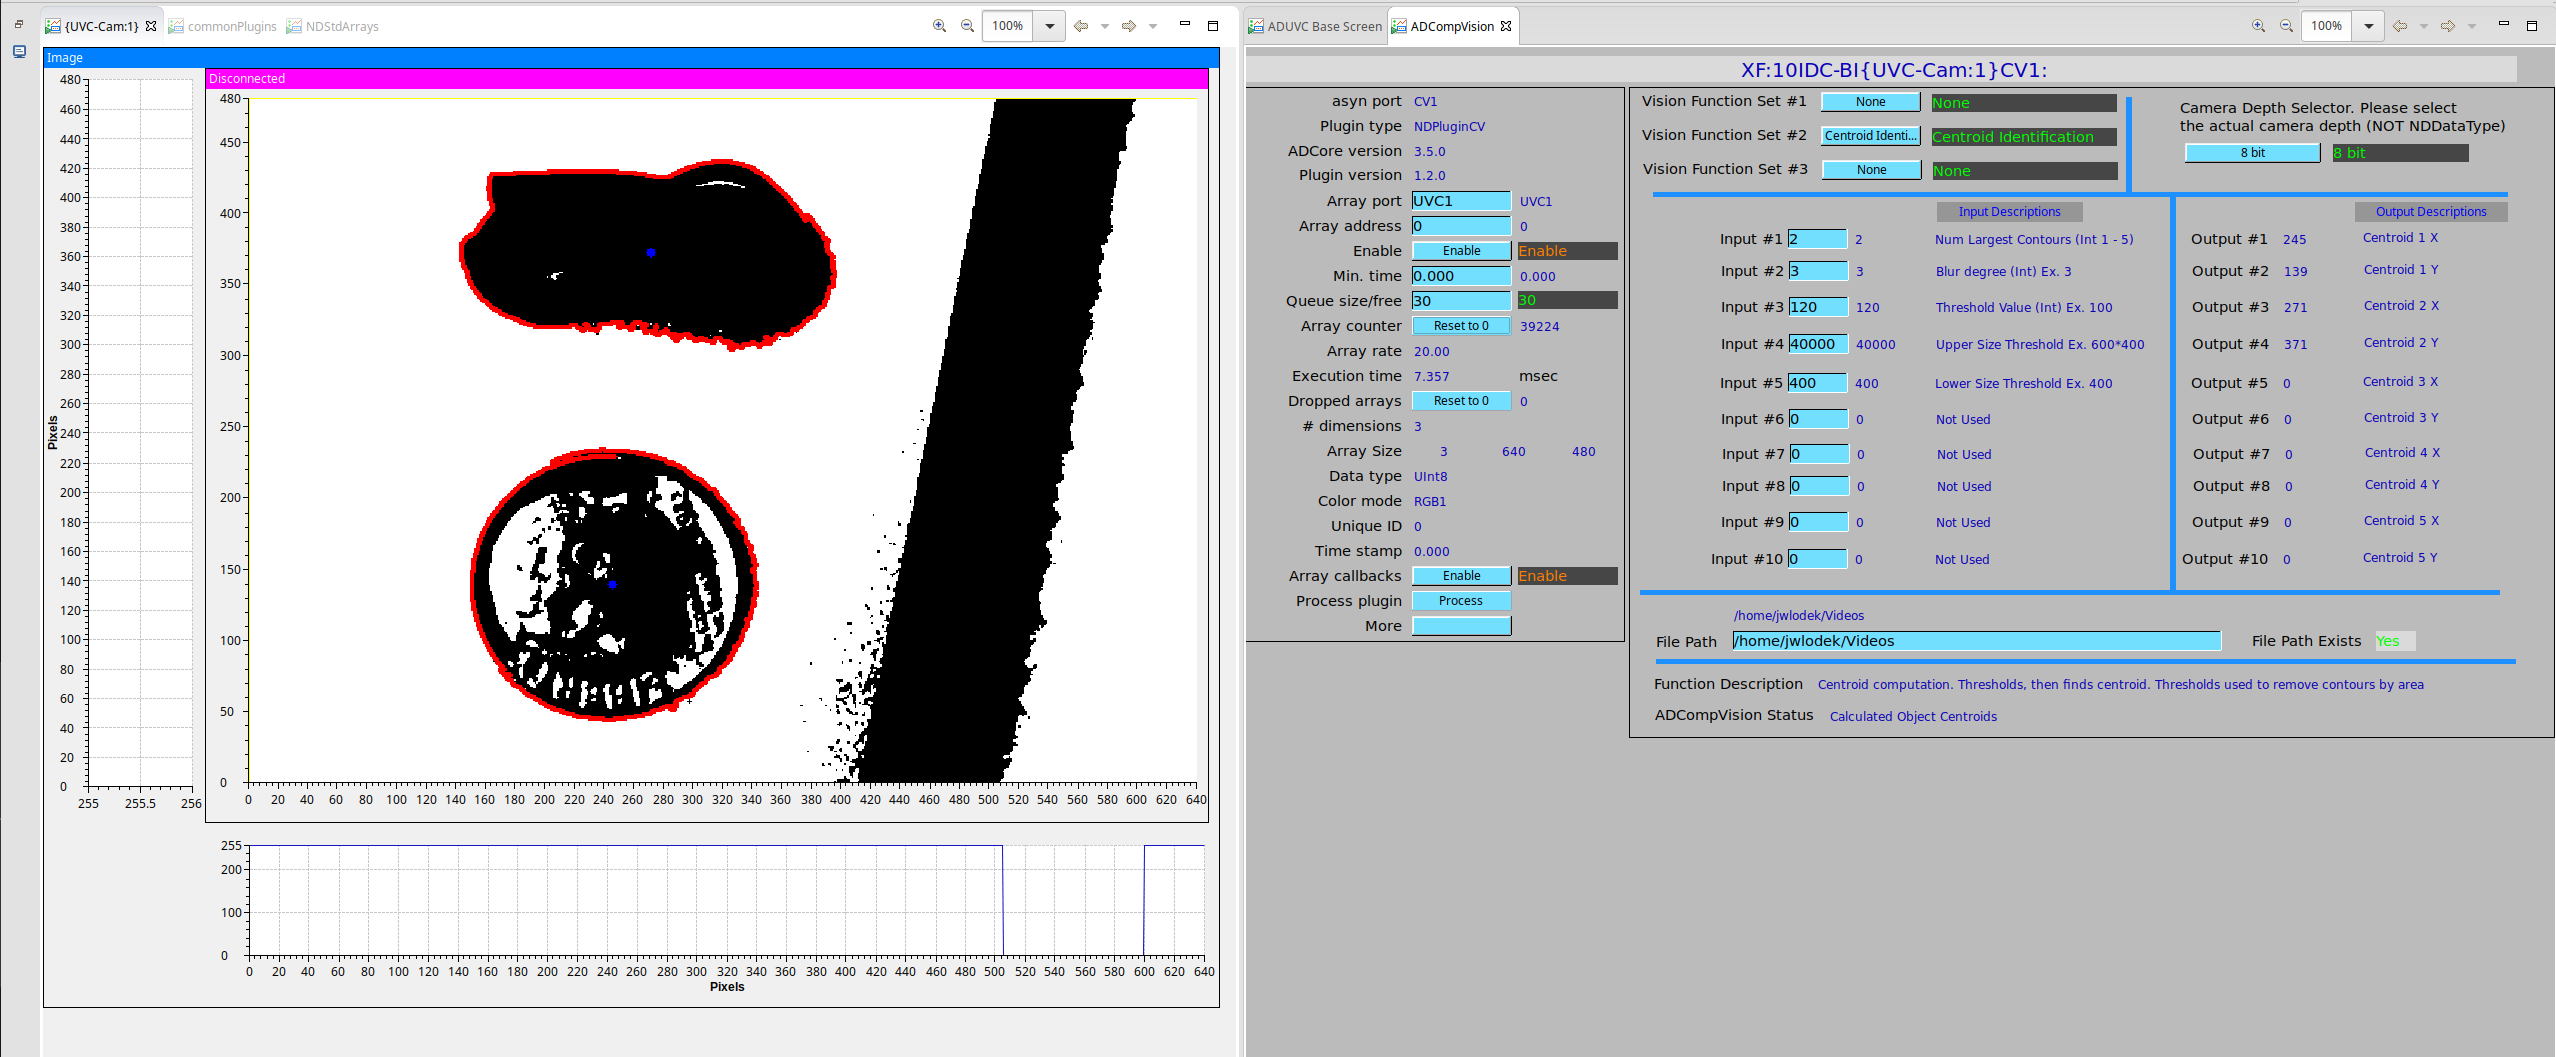 {UVC-Cam:1} commonPlugins NDStdArrays 100%
Image
Disconnected
480
460
440
420
400
380
360
340
320
300
280
260
240
220
200
180
160
140
120
100
80
60
40
20
0
Pixels
255 255.5 256
480
450
400
350
300
250
200
150
100
50
0
0 20 40 60 80 100 120 140 160 180 200 220 240 260 280 300 320 340 360 380 400 420 440 460 480 500 520 540 560 580 600 620 640
255
200
100
0
0 20 40 60 80 100 120 140 160 180 200 220 240 260 280 300 320 340 360 380 400 420 440 460 480 500 520 540 560 580 600 620 640
Pixels
ADUVC Base Screen ADCompVision 100%
XF:10IDC-BI{UVC-Cam:1}CV1:
asyn port CV1
Plugin type NDPluginCV
ADCore version 3.5.0
Plugin version 1.2.0
Array port UVC1 UVC1
Array address 0 0
Enable Enable Enable
Min. time 0.000 0.000
Queue size/free 30 30
Array counter Reset to 0 39224
Array rate 20.00
Execution time 7.357 msec
Dropped arrays Reset to 0 0
# dimensions 3
Array Size 3 640 480
Data type UInt8
Color mode RGB1
Unique ID 0
Time stamp 0.000
Array callbacks Enable Enable
Process plugin Process
More
Vision Function Set #1 None None
Vision Function Set #2 Centroid Identi... Centroid Identification
Vision Function Set #3 None None
Camera Depth Selector. Please select
the actual camera depth (NOT NDDataType)
8 bit 8 bit
Input Descriptions
Input #1 2 2 Num Largest Contours (Int 1 - 5)
Input #2 3 3 Blur degree (Int) Ex. 3
Input #3 120 120 Threshold Value (Int) Ex. 100
Input #4 40000 40000 Upper Size Threshold Ex. 600*400
Input #5 400 400 Lower Size Threshold Ex. 400
Input #6 0 0 Not Used
Input #7 0 0 Not Used
Input #8 0 0 Not Used
Input #9 0 0 Not Used
Input #10 0 0 Not Used
Output Descriptions
Output #1 245 Centroid 1 X
Output #2 139 Centroid 1 Y
Output #3 271 Centroid 2 X
Output #4 371 Centroid 2 Y
Output #5 0 Centroid 3 X
Output #6 0 Centroid 3 Y
Output #7 0 Centroid 4 X
Output #8 0 Centroid 4 Y
Output #9 0 Centroid 5 X
Output #10 0 Centroid 5 Y
/home/jwlodek/Videos
File Path /home/jwlodek/Videos File Path Exists Yes
Function Description Centroid computation. Thresholds, then finds centroid. Thresholds used to remove contours by area
ADCompVision Status Calculated Object Centroids